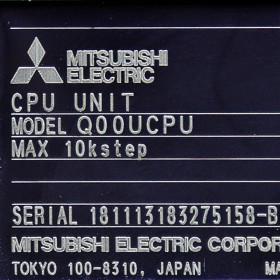 MITSUBISHI
ELECTRIC
CPU UNIT
MODEL Q00UCPU
MAX 10kstep
SERIAL 181113183275158-B
MITSUBISHI ELECTRIC CORPOR
TOKYO 100-8310, JAPAN M